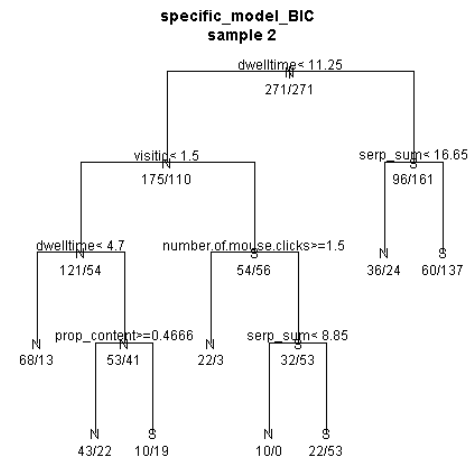 specific_model_BIC
sample 2
dwelltime< 11.25
N
271/271
visitid< 1.5
N
175/110
serp_sum< 16.65
S
96/161
dwelltime< 4.7
N
121/54
number.of.mouse.clicks>=1.5
S
54/56
N
36/24
S
60/137
N
68/13
prop_content>=0.4666
N
53/41
N
22/3
serp_sum< 8.85
S
32/53
N
43/22
S
10/19
N
10/0
S
22/53